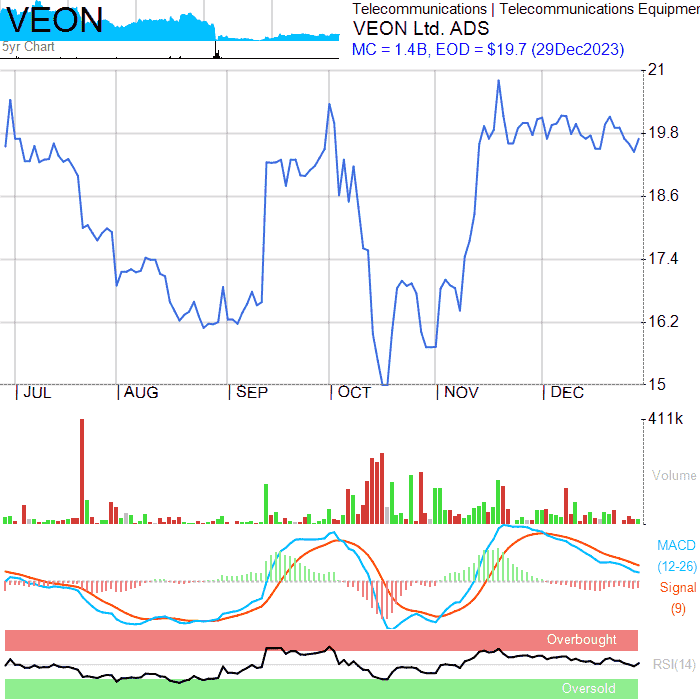 VEON
5yr Chart
Telecommunications | Telecommunications Equipmen
VEON Ltd. ADS
MC = 1.4B, EOD = $19.7 (29Dec2023)
21
19.8
18.6
17.4
16.2
15
JUL AUG SEP OCT NOV DEC
411k
Volume
MACD
(12-26)
Signal
(9)
Overbought
RSI(14)
Oversold